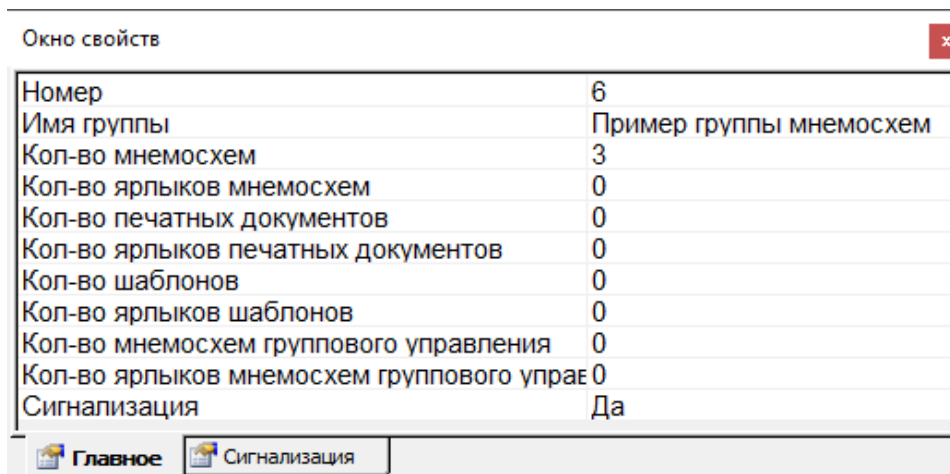 Окно свойств
x
Номер 6
Имя группы Пример группы мнемосхем
Кол-во мнемосхем 3
Кол-во ярлыков мнемосхем 0
Кол-во печатных документов 0
Кол-во ярлыков печатных документов 0
Кол-во шаблонов 0
Кол-во ярлыков шаблонов 0
Кол-во мнемосхем группового управления 0
Кол-во ярлыков мнемосхем группового управ 0
Сигнализация Да
Главное Сигнализация